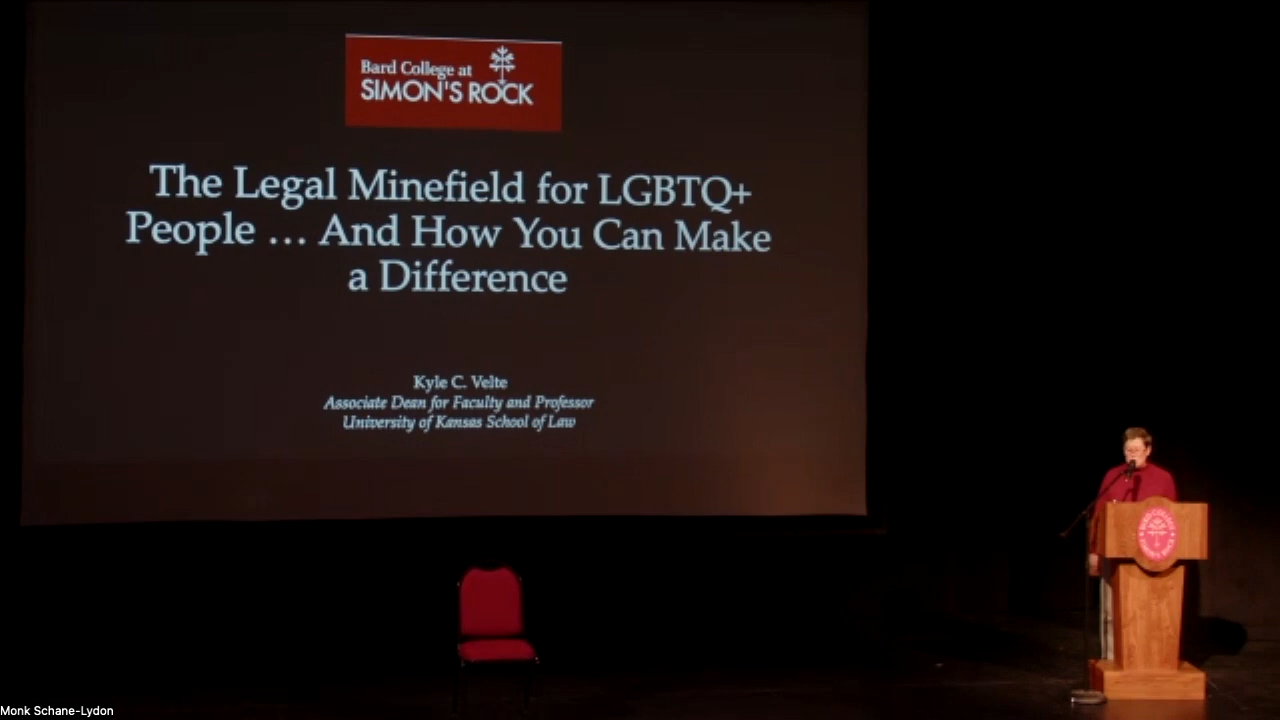 Bard College at
SIMON'S ROCK
The Legal Minefield for LGBTQ+
People … And How You Can Make
a Difference
Kyle C. Velte
Associate Dean for Faculty and Professor
University of Kansas School of Law
Monk Schane-Lydon